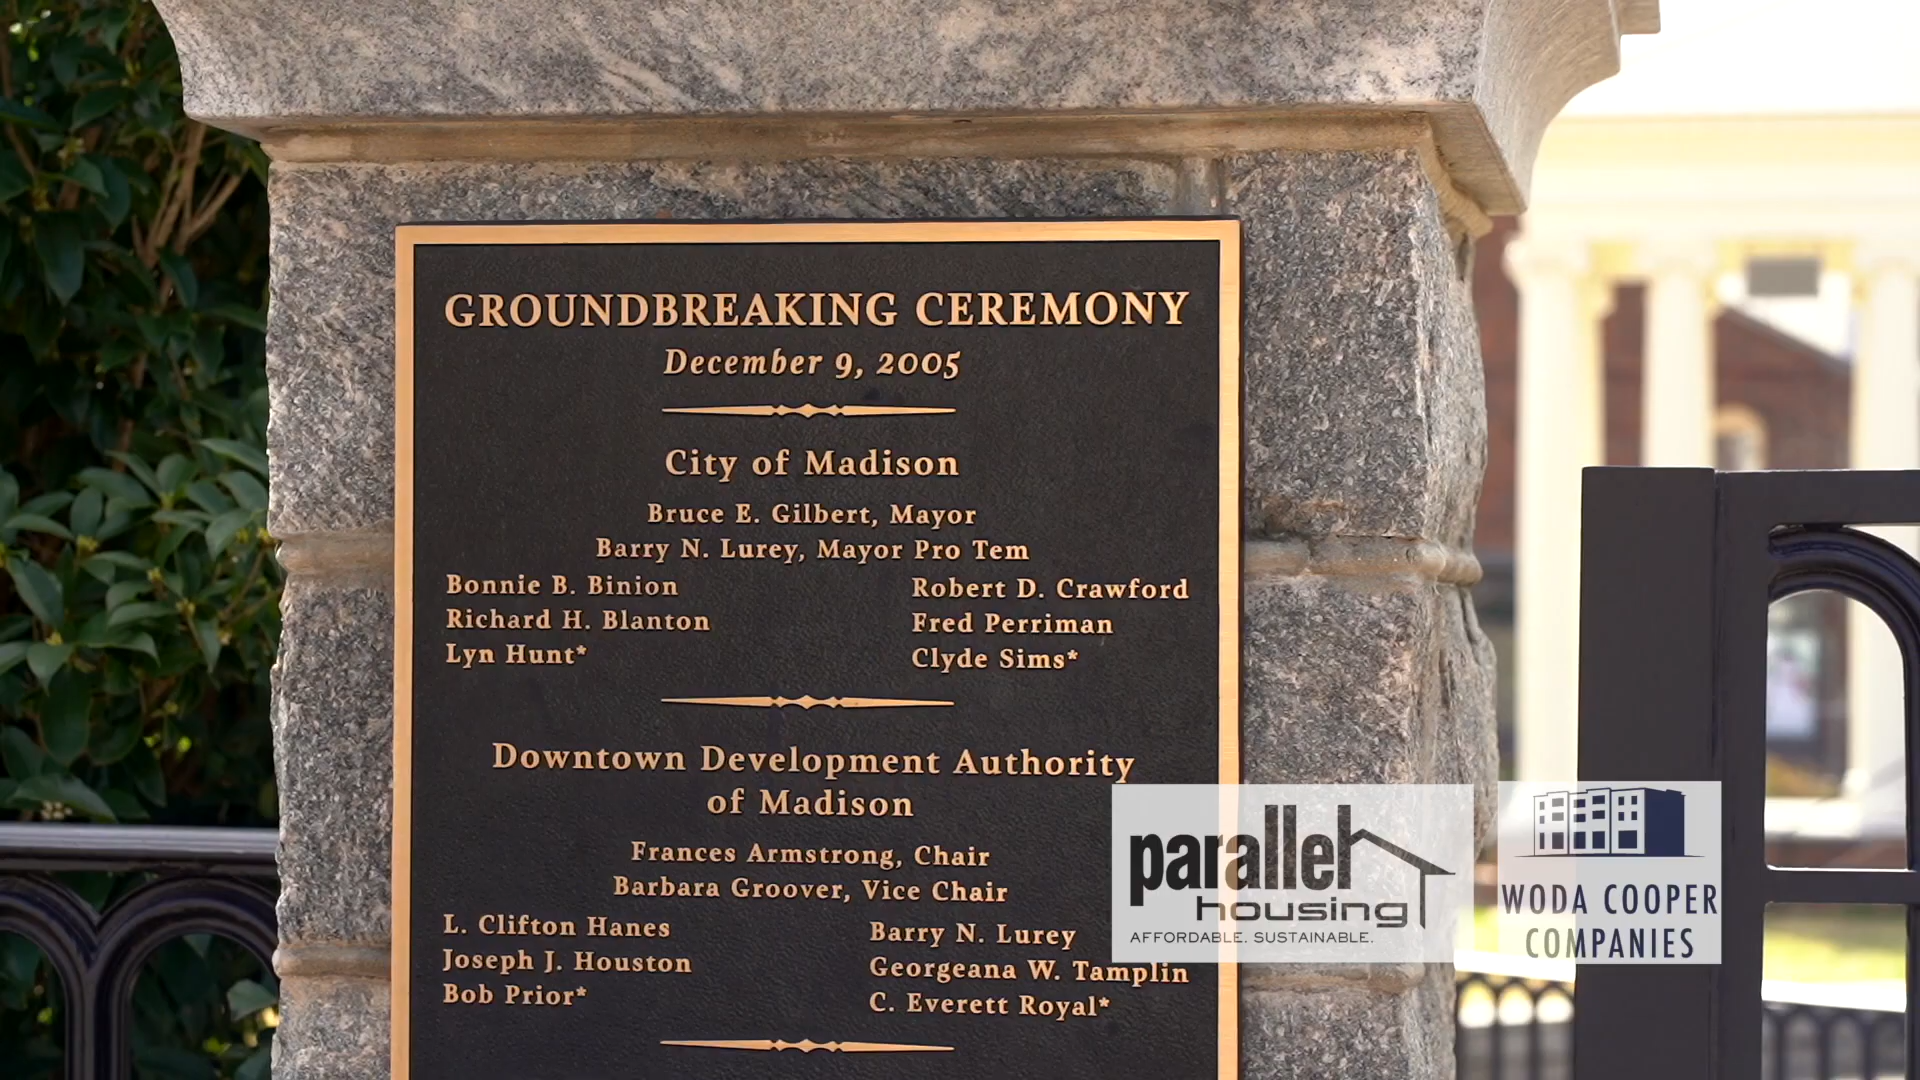 GROUNDBREAKING CEREMONY
December 9, 2005
City of Madison
Bruce E. Gilbert, Mayor
Barry N. Lurey, Mayor Pro Tem
Bonnie B. Binion
Robert D. Crawford
Richard H. Blanton
Fred Perriman
Lyn Hunt*
Clyde Sims*
Downtown Development Authority
of Madison
Frances Armstrong, Chair
Barbara Groover, Vice Chair
L. Clifton Hanes
Barry N. Lurey
Joseph J. Houston
Georgeana W. Tamplin
Bob Prior*
C. Everett Royal*
parallel
housing
AFFORDABLE. SUSTAINABLE.
WODA COOPER
COMPANIES